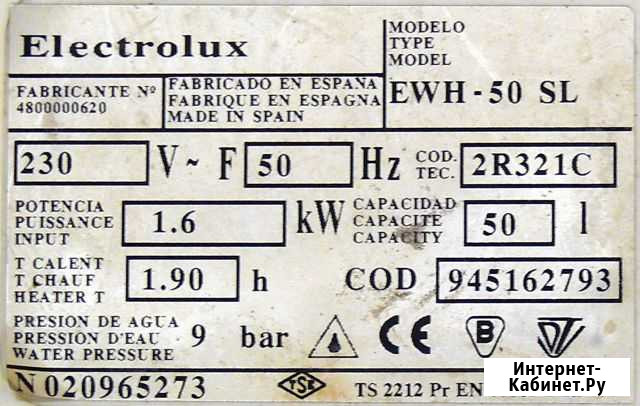 Electrolux
MODELO
TYPE
MODEL
EWH - 50 SL
FABRICANTE Nº
4800000620
FABRICADO EN ESPAÑA
FABRIQUE EN ESPAGNA
MADE IN SPAIN
230 V ~ F 50 Hz COD. TEC. 2R321C
POTENCIA
PUISSANCE
INPUT
1.6 kW
CAPACIDAD
CAPACITE
CAPACITY
50 l
T CALENT
T CHAUF
HEATER T
1.90 h COD 945162793
PRESION DE AGUA
PRESSION D'EAU
WATER PRESSURE
9 bar CE B
N 020965273 TSE TS 2212 Pr EN
Интернет-
Кабинет.Ру